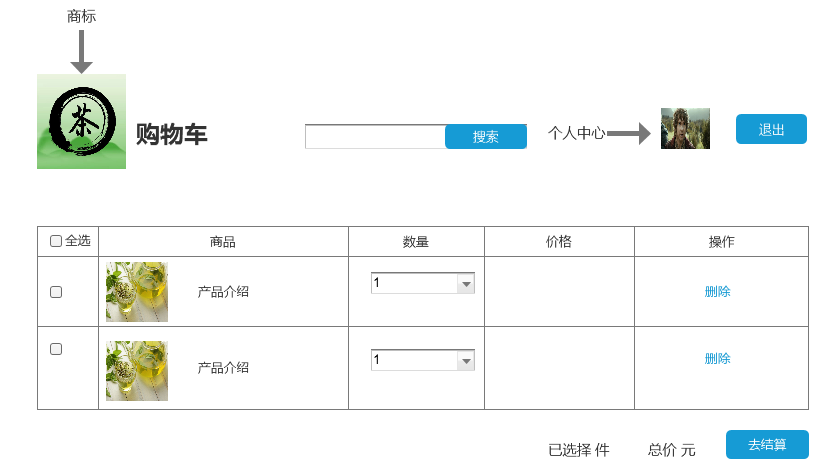 商标
茶
购物车
搜索
个人中心
退出
全选 商品 数量 价格 操作
产品介绍 1 删除
产品介绍 1 删除
已选择 件 总价 元 去结算